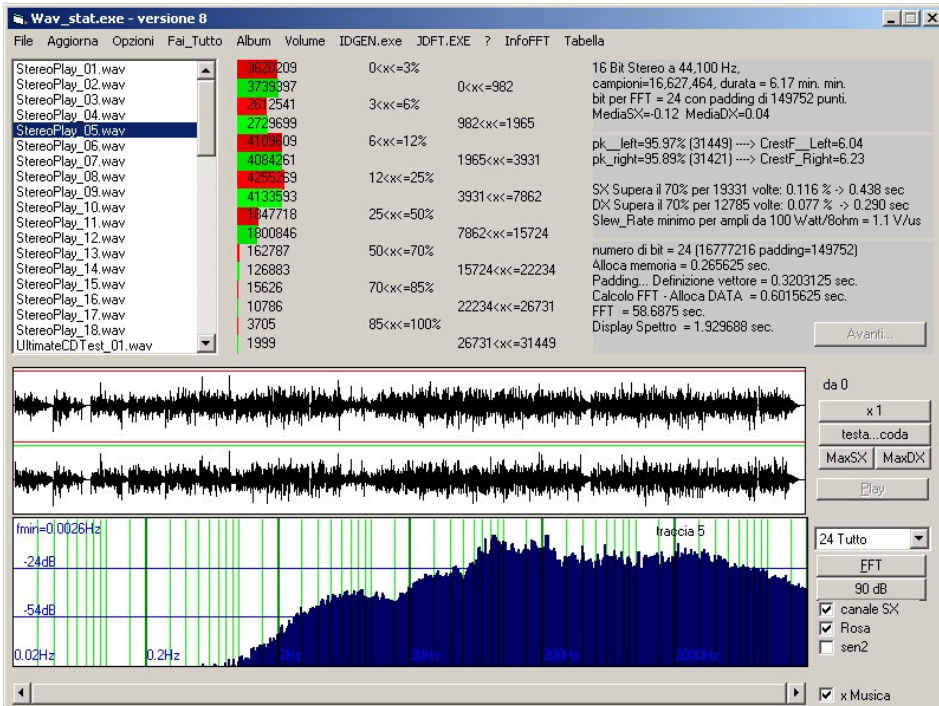 Wav_stat.exe - versione 8
File Aggiorna Opzioni Fai_Tutto Album Volume IDGEN.exe JDFT.EXE ? InfoFFT Tabella
StereoPlay_01.wav
StereoPlay_02.wav
StereoPlay_03.wav
StereoPlay_04.wav
StereoPlay_05.wav
StereoPlay_06.wav
StereoPlay_07.wav
StereoPlay_08.wav
StereoPlay_09.wav
StereoPlay_10.wav
StereoPlay_11.wav
StereoPlay_12.wav
StereoPlay_13.wav
StereoPlay_14.wav
StereoPlay_15.wav
StereoPlay_16.wav
StereoPlay_17.wav
StereoPlay_18.wav
UltimateCDTest_01.wav
3620209 0<x<=3%
3739397 0<x<=982
2612541 3<x<=6%
2729699 982<x<=1965
4109609 6<x<=12%
4084261 1965<x<=3931
4255269 12<x<=25%
4133593 3931<x<=7862
1847718 25<x<=50%
1800846 7862<x<=15724
162787 50<x<=70%
126883 15724<x<=22234
15626 70<x<=85%
10786 22234<x<=26731
3705 85<x<=100%
1999 26731<x<=31449
16 Bit Stereo a 44,100 Hz,
campioni=16,627,464, durata = 6.17 min. min.
bit per FFT = 24 con padding di 149752 punti.
MediaSX=-0.12 MediaDX=0.04
pk__left=95.97% (31449) ----> CrestF__Left=6.04
pk_right=95.89% (31421) ----> CrestF_Right=6.23
SX Supera il 70% per 19331 volte: 0.116 % -> 0.438 sec
DX Supera il 70% per 12785 volte: 0.077 % -> 0.290 sec
Slew_Rate minimo per ampli da 100 Watt/8ohm = 1.1 V/us
numero di bit = 24 (16777216 padding=149752)
Alloca memoria = 0.265625 sec.
Padding... Definizione vettore = 0.3203125 sec.
Calcolo FFT - Alloca DATA = 0.6015625 sec.
FFT = 58.6875 sec.
Display Spettro = 1.929688 sec.
Avanti...
da 0
x 1
testa...coda
MaxSX MaxDX
Play
fmin=0.0026Hz
traccia 5
-24dB
-54dB
0.02Hz 0.2Hz 2Hz 20Hz 200Hz 2000Hz
24 Tutto
FFT
90 dB
canale SX
Rosa
sen2
x Musica